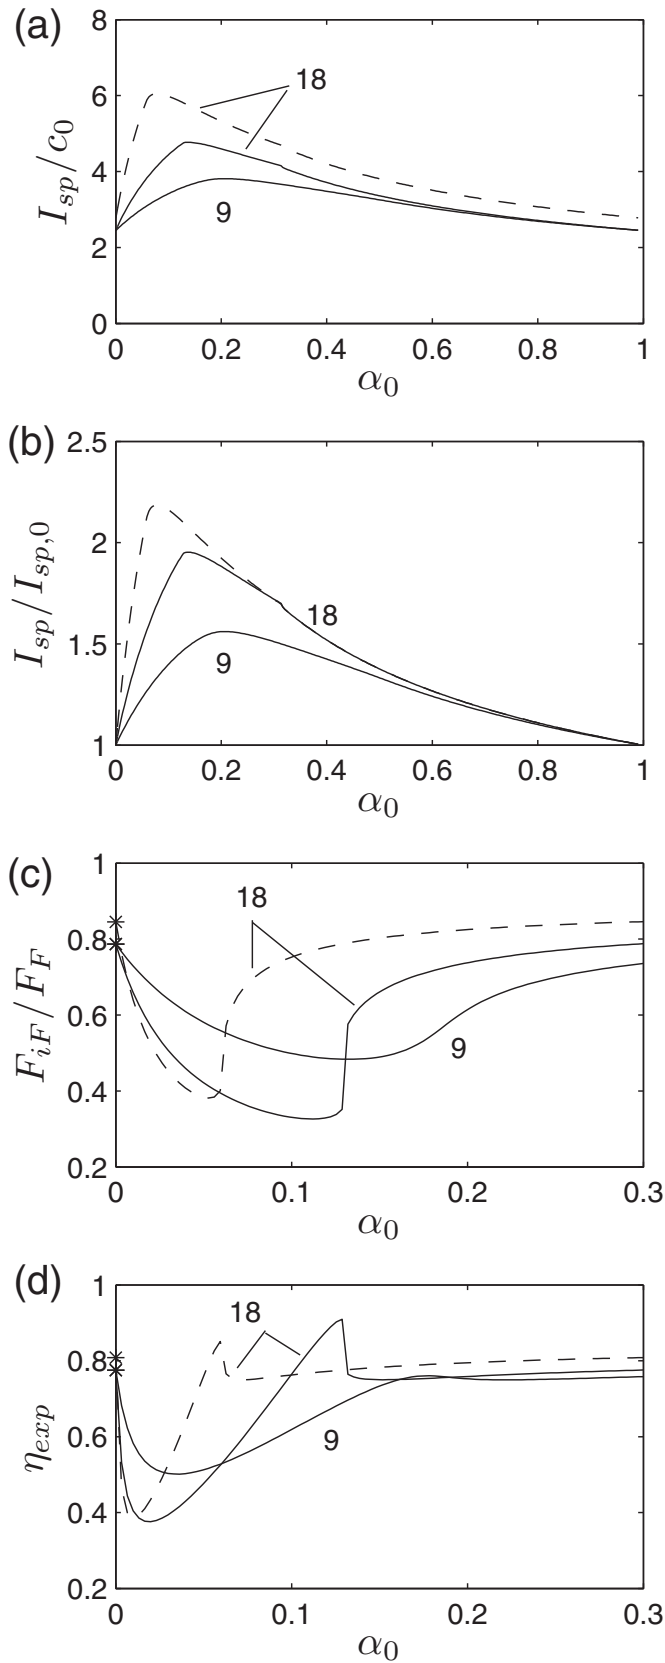 (a)
8
6
4
2
0
I_{sp}/c_0
18
9
0 0.2 0.4 0.6 0.8 1
α_0
(b)
2.5
2
1.5
1
I_{sp}/I_{sp,0}
18
9
0 0.2 0.4 0.6 0.8 1
α_0
(c)
1
0.8
0.6
0.4
0.2
F_{iF}/F_F
18
9
0 0.1 0.2 0.3
α_0
(d)
1
0.8
0.6
0.4
0.2
η_{exp}
18
9
0 0.1 0.2 0.3
α_0